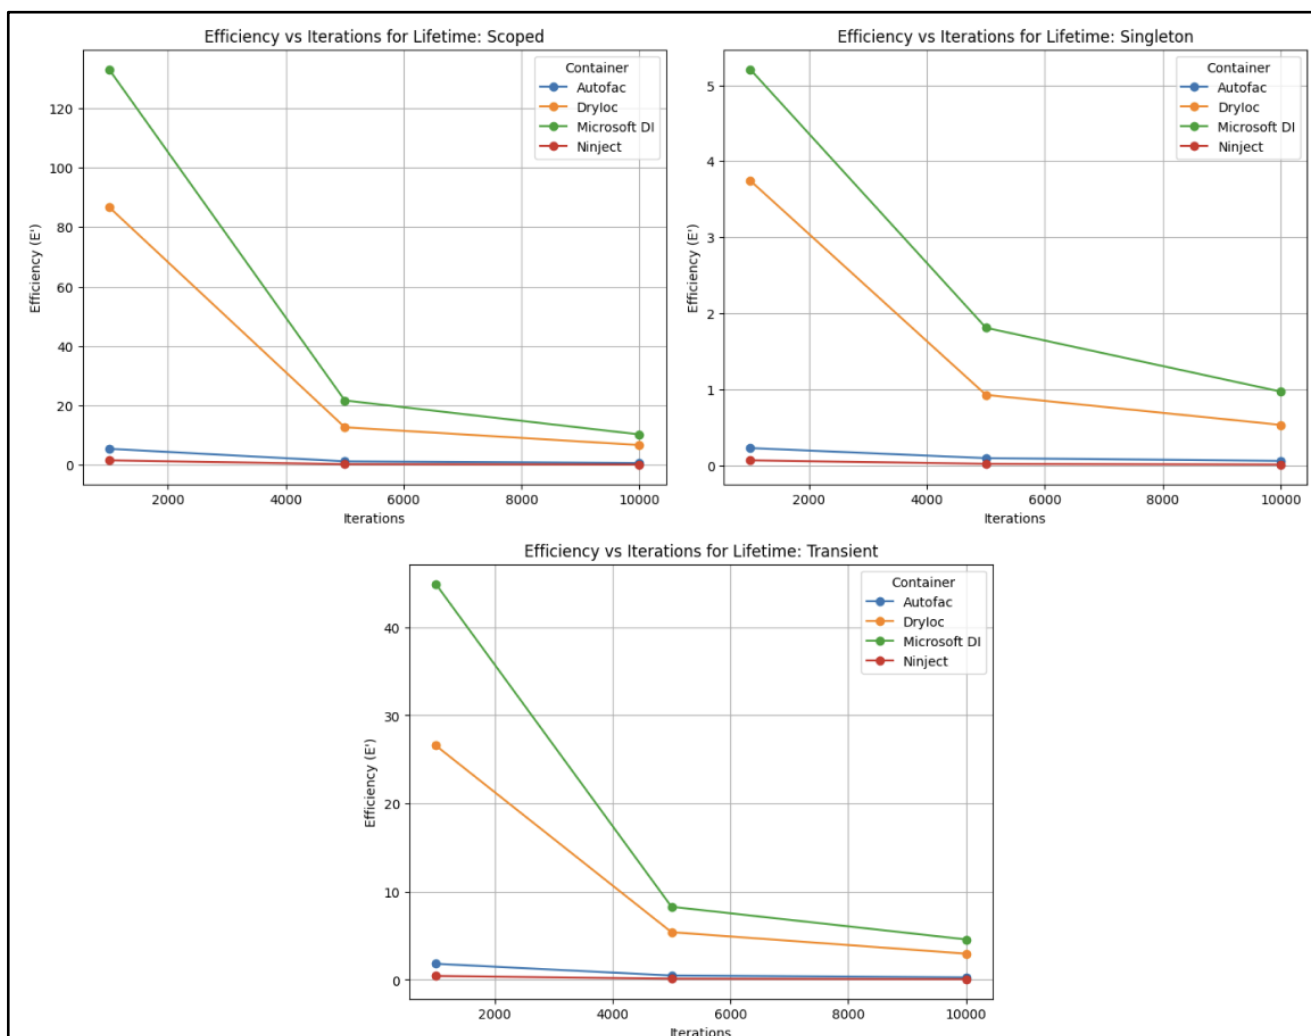 Efficiency vs Iterations for Lifetime: Scoped
Efficiency (E')
120
100
80
60
40
20
0
2000 4000 6000 8000 10000
Iterations
Container
Autofac
DryIoc
Microsoft DI
Ninject
Efficiency vs Iterations for Lifetime: Singleton
Efficiency (E')
5
4
3
2
1
0
2000 4000 6000 8000 10000
Iterations
Container
Autofac
DryIoc
Microsoft DI
Ninject
Efficiency vs Iterations for Lifetime: Transient
Efficiency (E')
40
30
20
10
0
2000 4000 6000 8000 10000
Iterations
Container
Autofac
DryIoc
Microsoft DI
Ninject